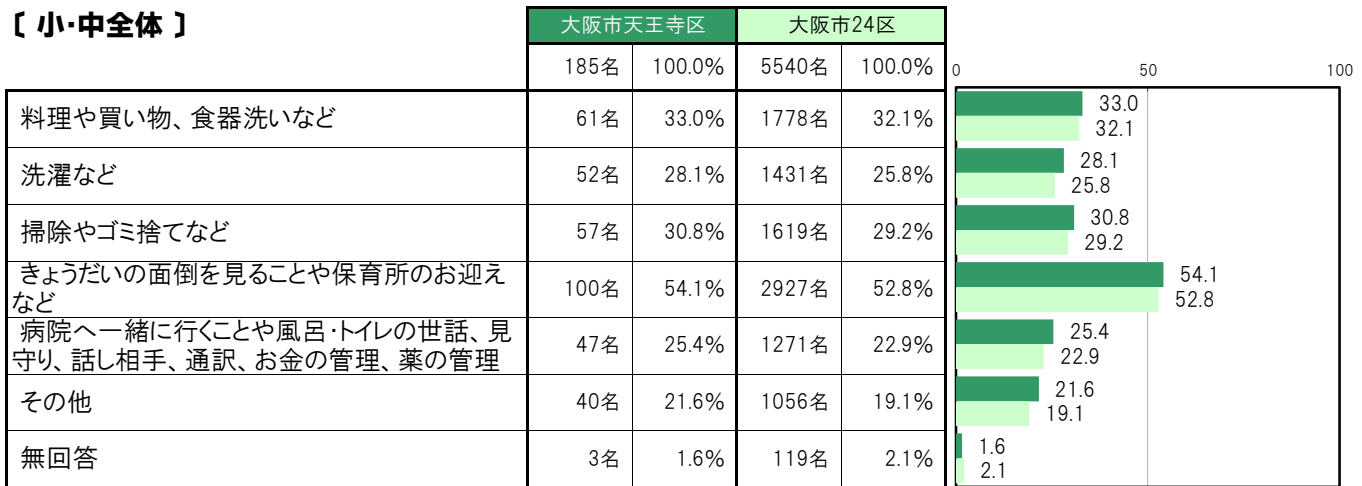 〔 小・中全体 〕
大阪市天王寺区 大阪市24区
185名 100.0% 5540名 100.0%
0 50 100
料理や買い物、食器洗いなど 61名 33.0% 1778名 32.1%
33.0
32.1
洗濯など 52名 28.1% 1431名 25.8%
28.1
25.8
掃除やゴミ捨てなど 57名 30.8% 1619名 29.2%
30.8
29.2
きょうだいの面倒を見ることや保育所のお迎え
など
100名 54.1% 2927名 52.8%
54.1
52.8
病院へ一緒に行くことや風呂・トイレの世話、見
守り、話し相手、通訳、お金の管理、薬の管理
47名 25.4% 1271名 22.9%
25.4
22.9
その他 40名 21.6% 1056名 19.1%
21.6
19.1
無回答 3名 1.6% 119名 2.1%
1.6
2.1